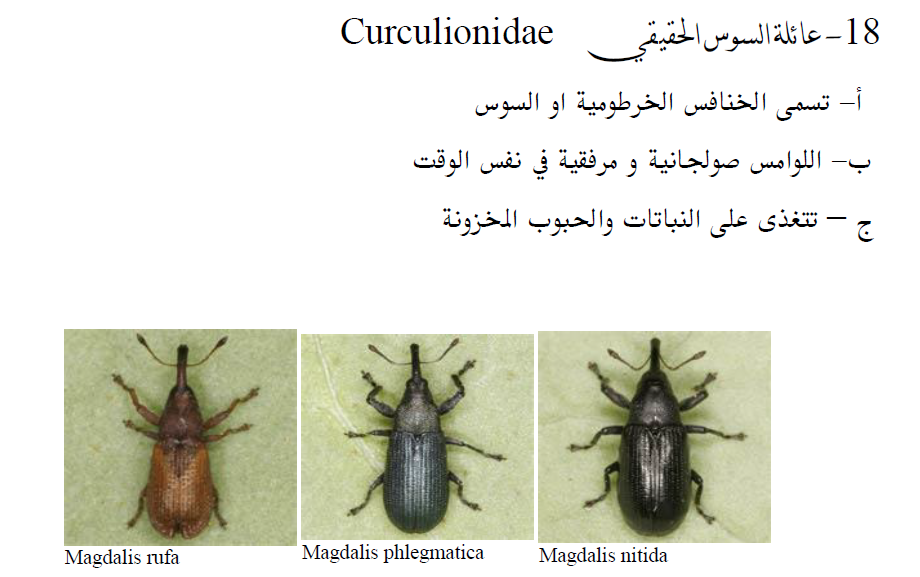 18- عائلة السوس الحقيقي Curculionidae
أ- تسمى الخنافس الخرطومية او السوس
ب- اللوامس صولجانية و مرفقية في نفس الوقت
ج – تتغذى على النباتات والحبوب المخزونة
Magdalis rufa
Magdalis phlegmatica
Magdalis nitida